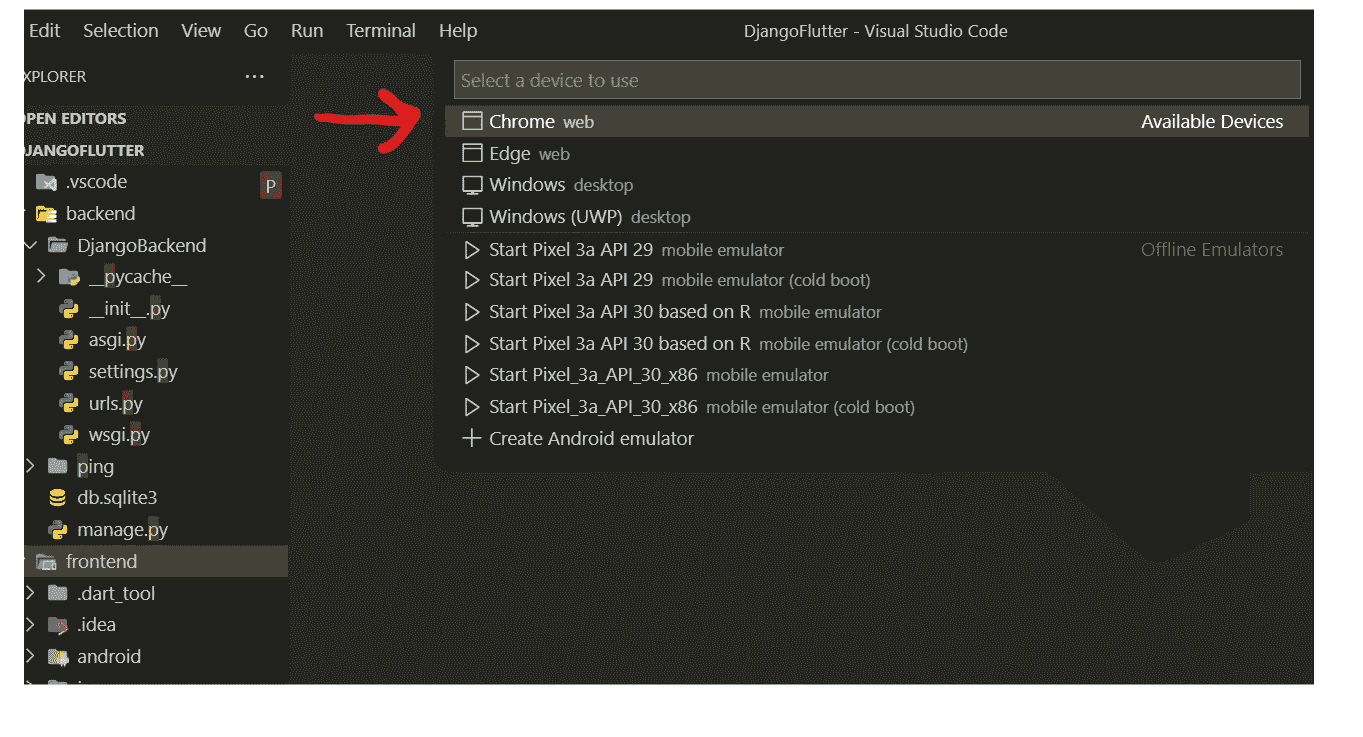 Edit Selection View Go Run Terminal Help DjangoFlutter - Visual Studio Code
XPLORER ...
Select a device to use
PEN EDITORS
JANGOFLUTTER
.vscode
P
backend
DjangoBackend
__pycache__
__init__.py
asgi.py
settings.py
urls.py
wsgi.py
ping
db.sqlite3
manage.py
frontend
.dart_tool
.idea
android
Chrome web Available Devices
Edge web
Windows desktop
Windows (UWP) desktop
Start Pixel 3a API 29 mobile emulator Offline Emulators
Start Pixel 3a API 29 mobile emulator (cold boot)
Start Pixel 3a API 30 based on R mobile emulator
Start Pixel 3a API 30 based on R mobile emulator (cold boot)
Start Pixel_3a_API_30_x86 mobile emulator
Start Pixel_3a_API_30_x86 mobile emulator (cold boot)
Create Android emulator